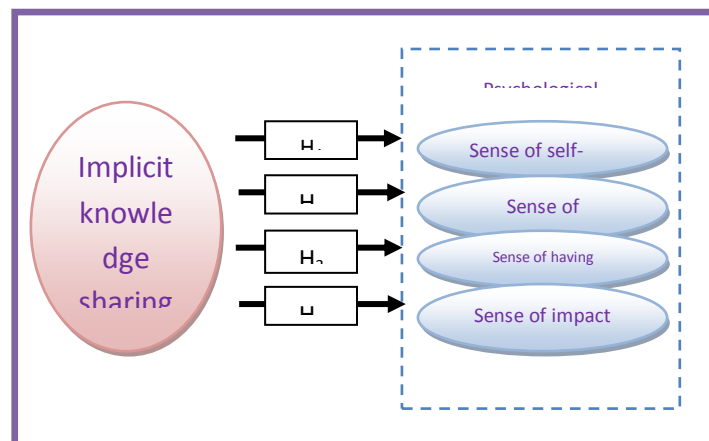 Psychological
H
Sense of self-
Implicit
knowle
dge
sharing
H
Sense of
H
Sense of having
H
Sense of impact